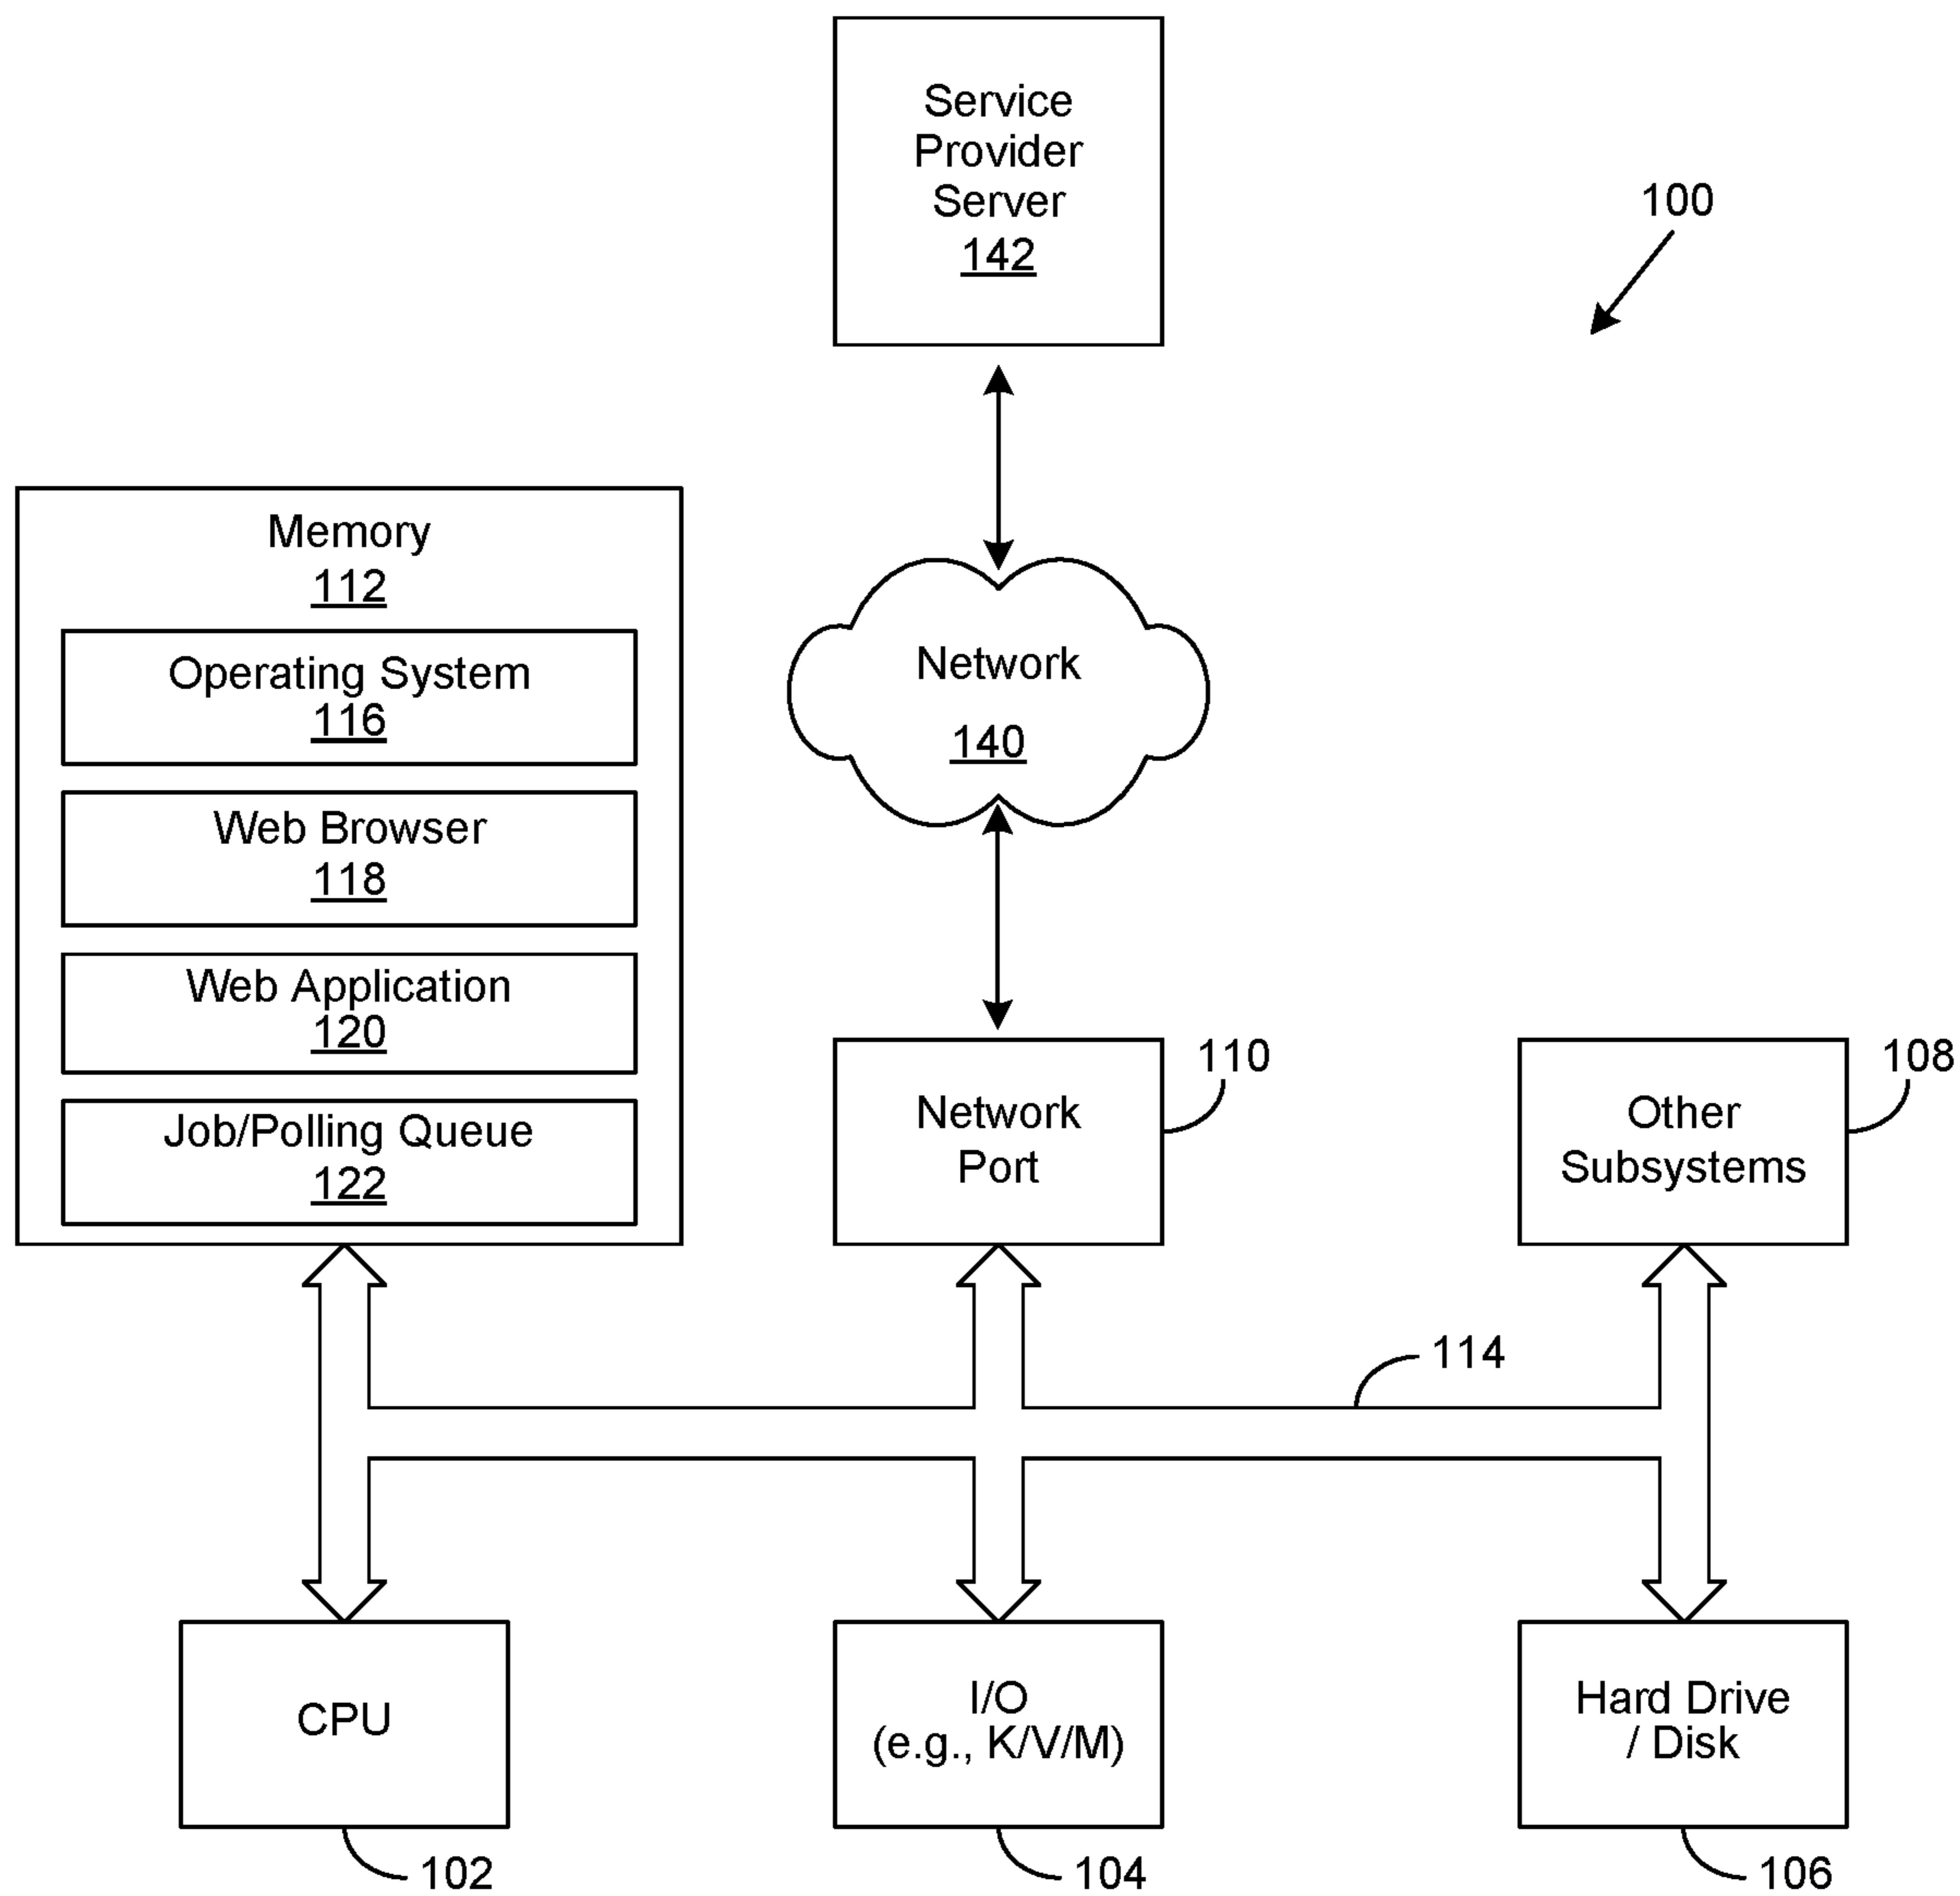 Service
Provider
Server
142
100
Memory
112
Operating System
116
Web Browser
118
Web Application
120
Job/Polling Queue
122
Network
140
Network
Port
110
Other
Subsystems
108
114
CPU
102
I/O
(e.g., K/V/M)
104
Hard Drive
/ Disk
106